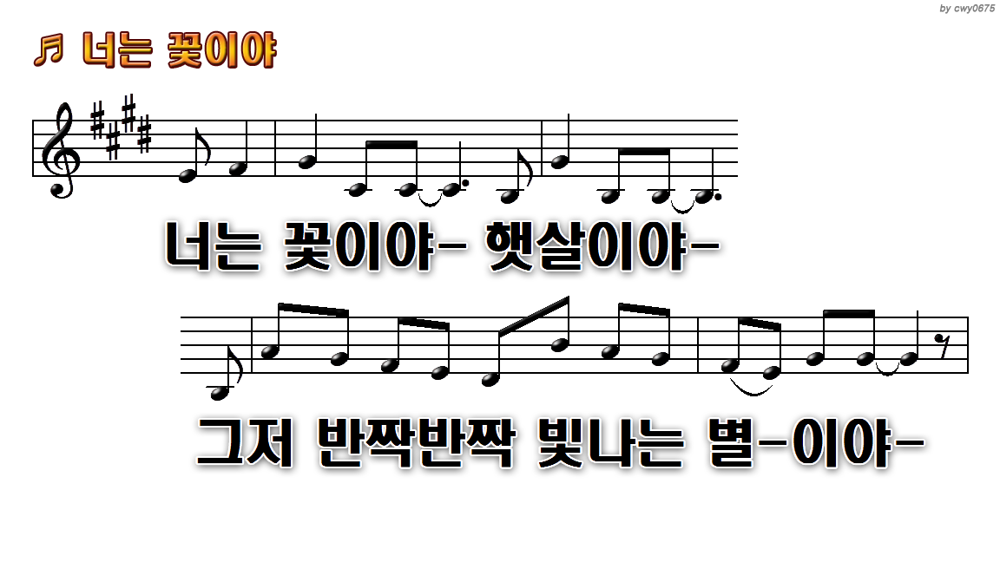 by cwy0675
♬ 너는 꽃이야
너는 꽃이야- 햇살이야-
그저 반짝반짝 빛나는 별-이야-